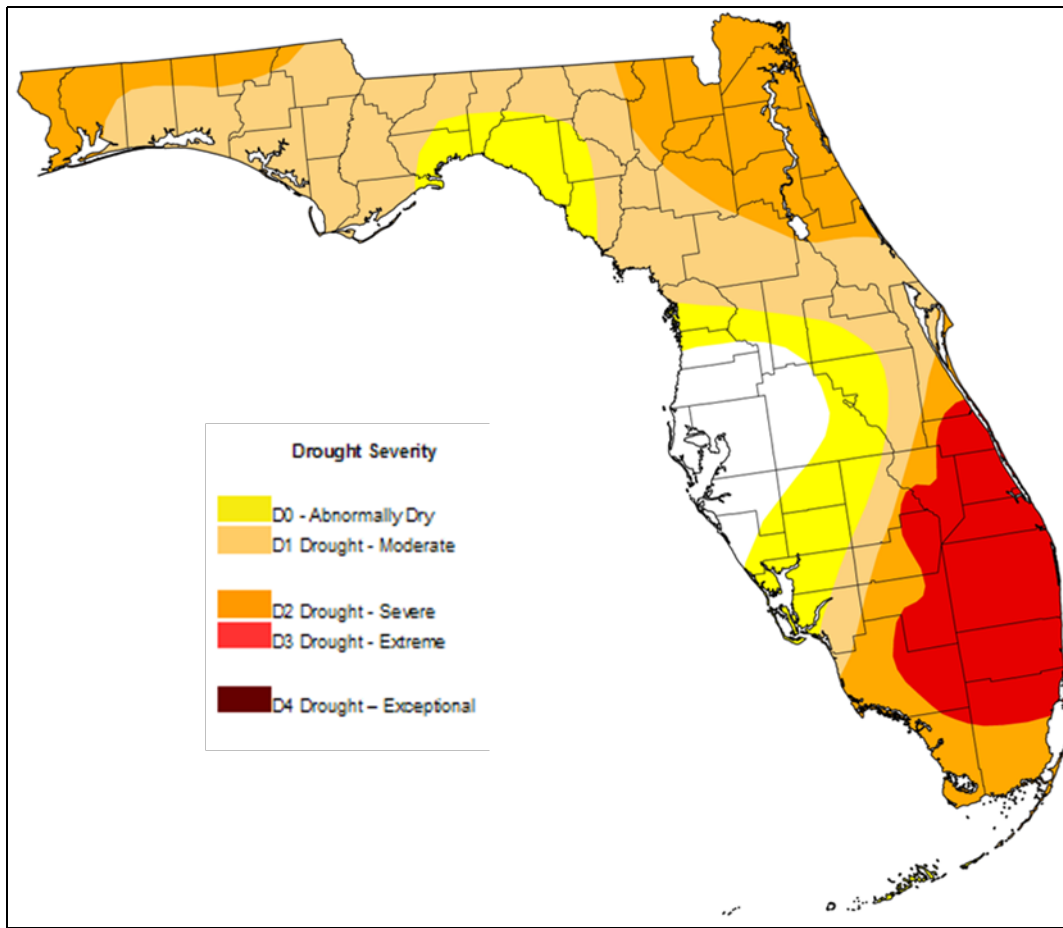 Drought Severity
D0 - Abnormally Dry
D1 Drought - Moderate
D2 Drought - Severe
D3 Drought - Extreme
D4 Drought – Exceptional